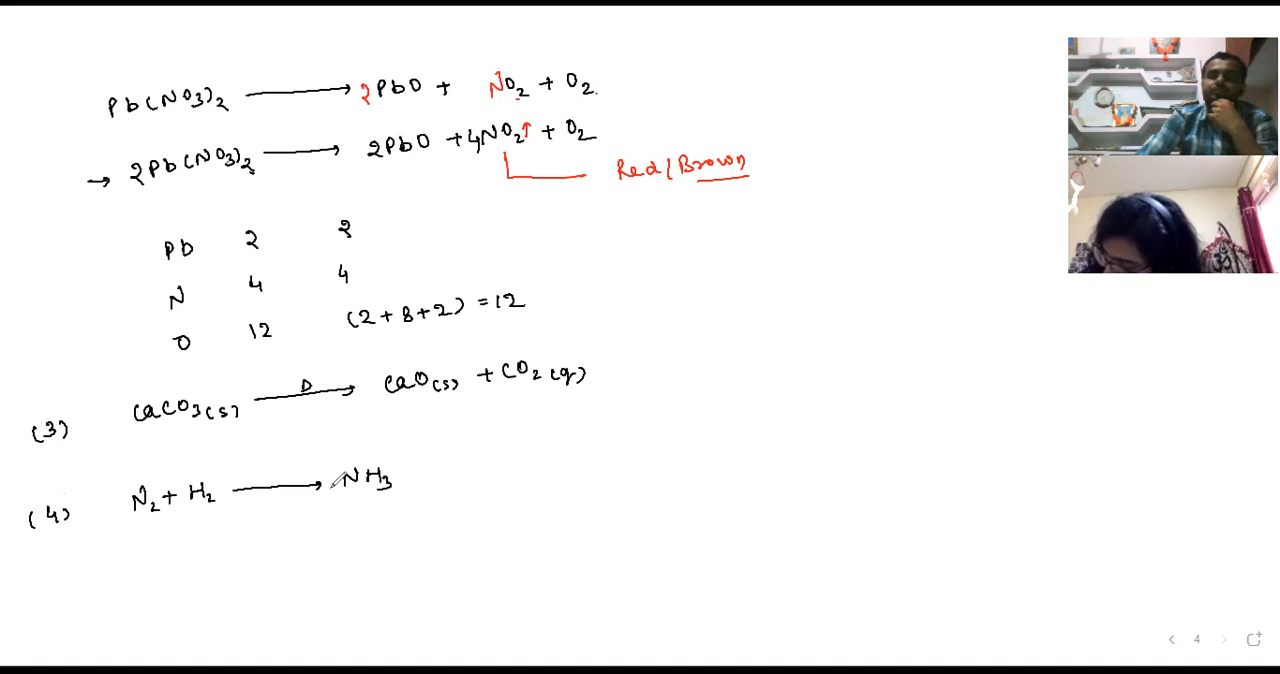 Pb(NO3)2 ⟶ 2PbO + NO2 + O2
→ 2Pb(NO3)2 ⟶ 2PbO + 4NO2↑ + O2
Red/Brown
Pb 2 2
N 4 4
O 12 (2+8+2) = 12
(3) CaCO3(s) —Δ→ CaO(s) + CO2(g)
(4) N2 + H2 ⟶ NH3
4